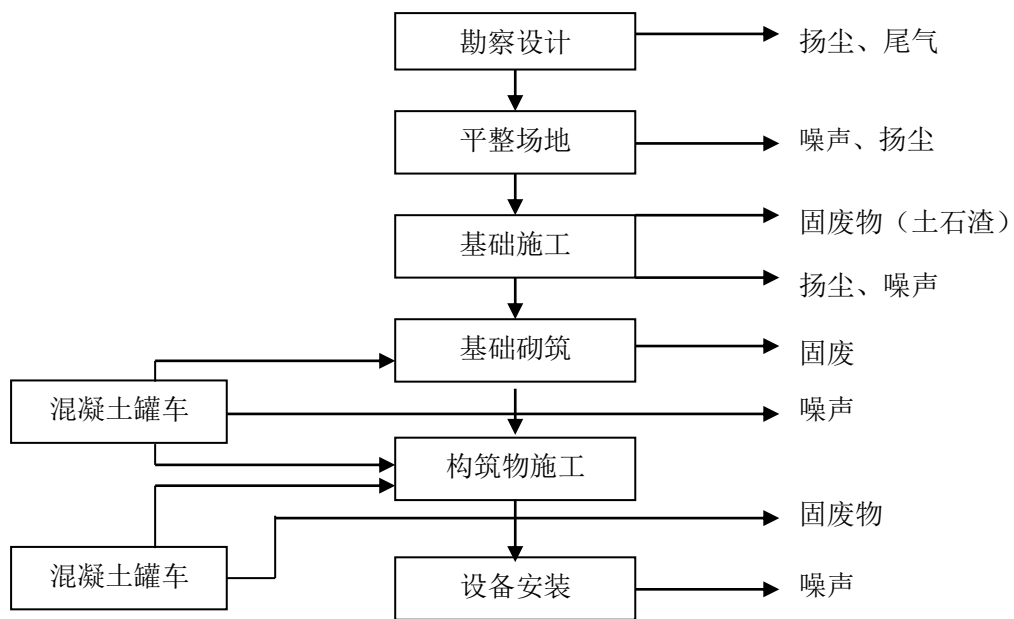 勘察设计
扬尘、尾气
平整场地
噪声、扬尘
基础施工
固废物（土石渣）
扬尘、噪声
基础砌筑
固废
混凝土罐车
噪声
构筑物施工
固废物
混凝土罐车
设备安装
噪声